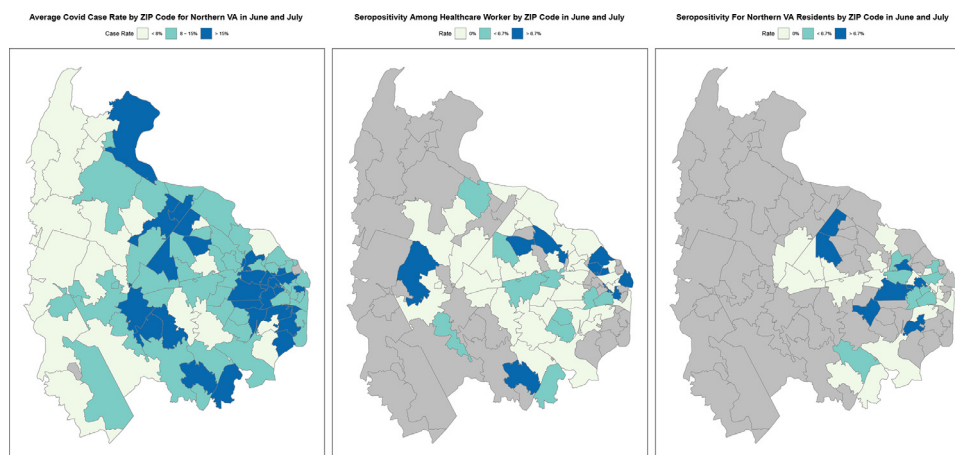 Average Covid Case Rate by ZIP Code for Northern VA in June and July
Case Rate < 8% 8 - 15% > 15%
Seropositivity Among Healthcare Worker by ZIP Code in June and July
Rate 0% < 6.7% > 6.7%
Seropositivity For Northern VA Residents by ZIP Code in June and July
Rate 0% < 6.7% > 6.7%